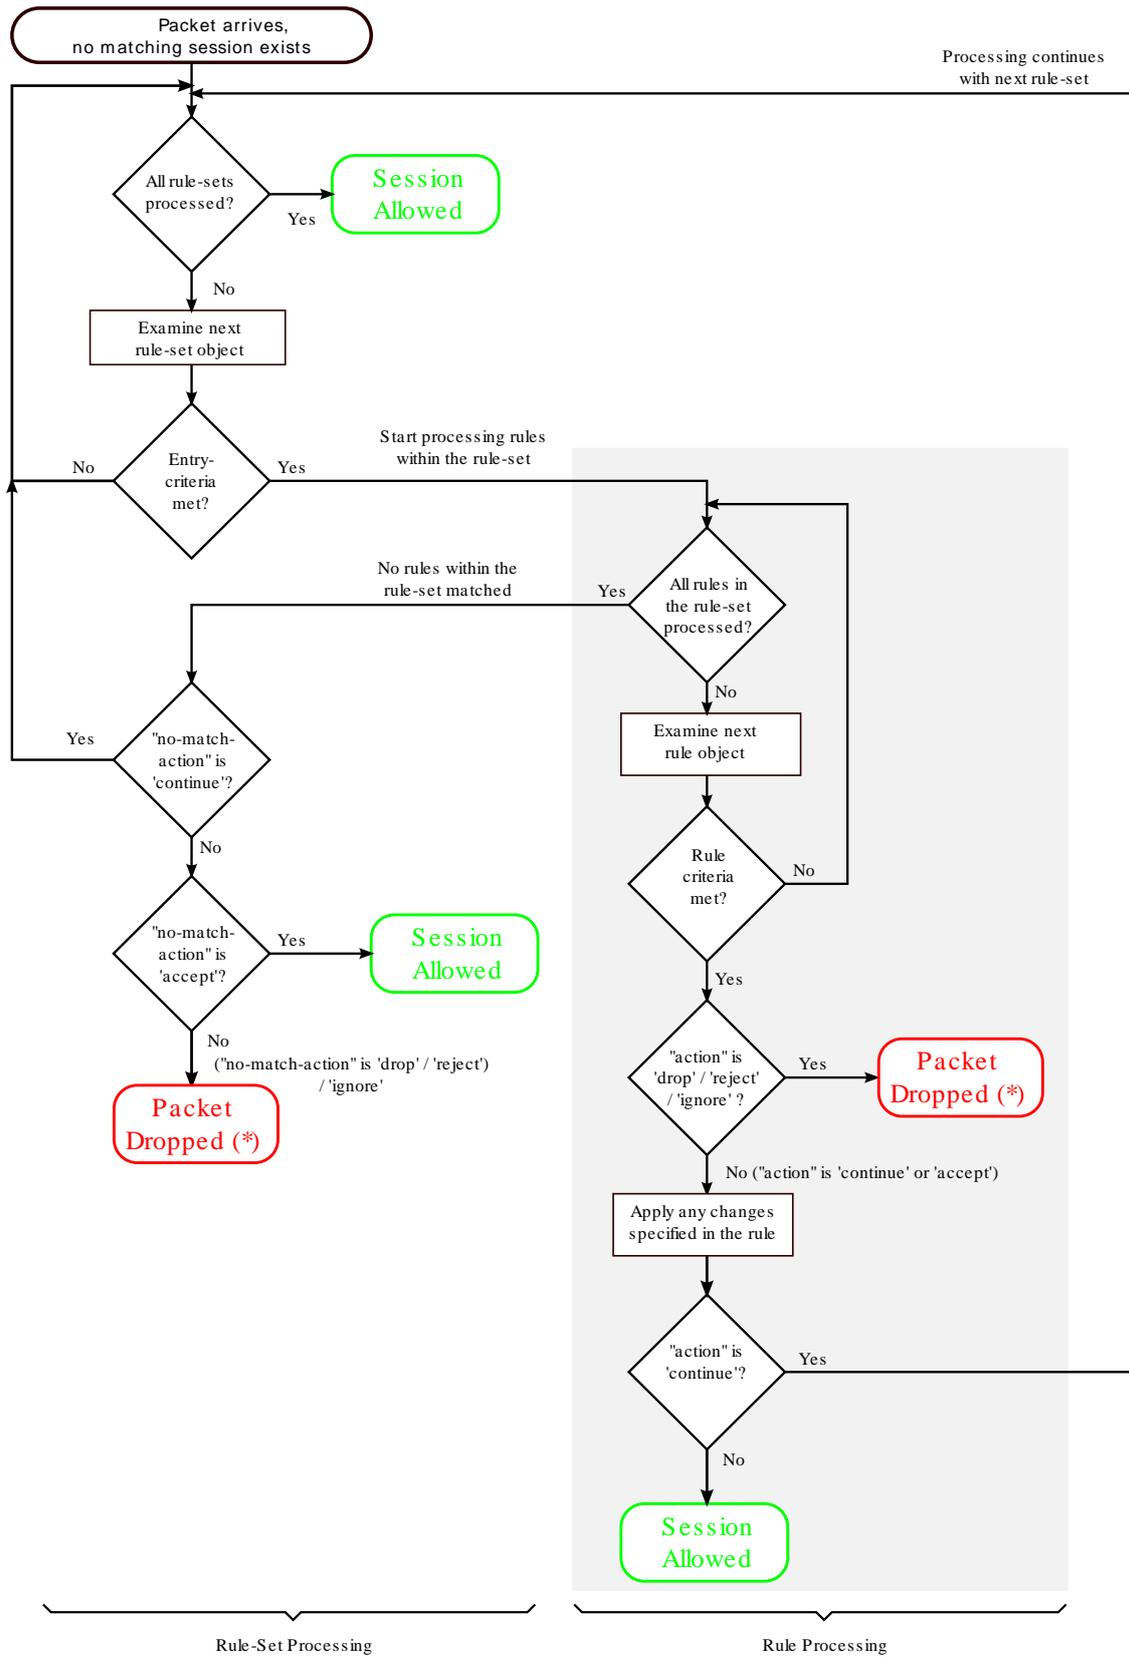 Packet arrives,
no matching session exists
Processing continues
with next rule-set
All rule-sets
processed?
Yes
Session
Allowed
No
Examine next
rule-set object
Entry-
criteria
met?
No
Yes
Start processing rules
within the rule-set
No rules within the
rule-set matched
Yes
All rules in
the rule-set
processed?
No
Examine next
rule object
Yes
"no-match-
action" is
'continue'?
No
Rule
criteria
met?
No
"no-match-
action" is
'accept'?
Yes
Session
Allowed
Yes
No
("no-match-action" is 'drop' / 'reject')
/ 'ignore'
Packet
Dropped (*)
"action" is
'drop' / 'reject'
/ 'ignore' ?
Yes
Packet
Dropped (*)
No ("action" is 'continue' or 'accept')
Apply any changes
specified in the rule
"action" is
'continue'?
Yes
No
Session
Allowed
Rule-Set Processing
Rule Processing